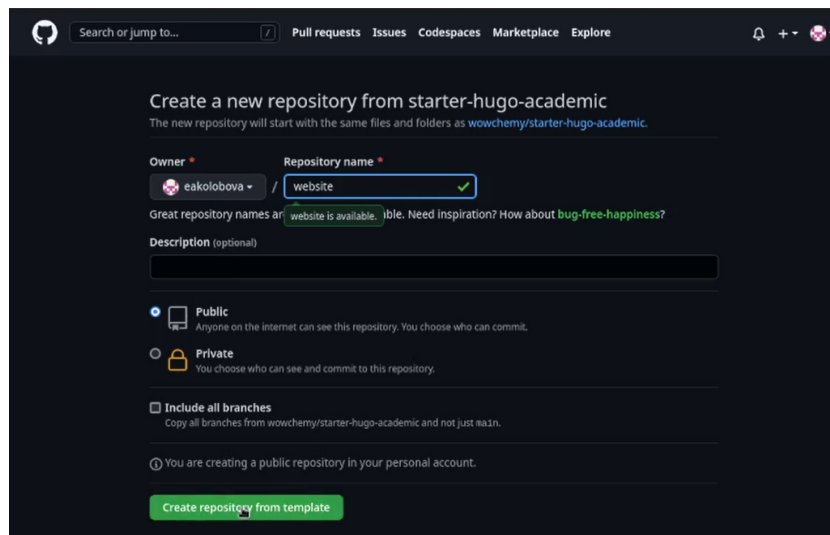 Search or jump to... / Pull requests Issues Codespaces Marketplace Explore
Create a new repository from starter-hugo-academic
The new repository will start with the same files and folders as wowchemy/starter-hugo-academic.
Owner * Repository name *
eakolobova / website
Great repository names ar ble. Need inspiration? How about bug-free-happiness?
website is available.
Description (optional)
Public
Anyone on the internet can see this repository. You choose who can commit.
Private
You choose who can see and commit to this repository.
Include all branches
Copy all branches from wowchemy/starter-hugo-academic and not just main.
You are creating a public repository in your personal account.
Create repository from template